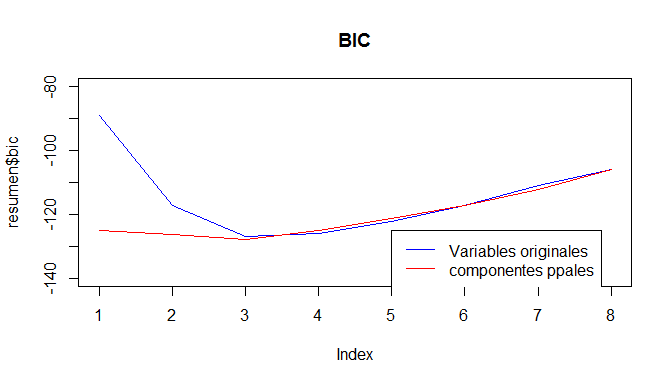 BIC
resumen$bic
-80
-100
-120
-140
Variables originales
componentes ppales
1 2 3 4 5 6 7 8
Index